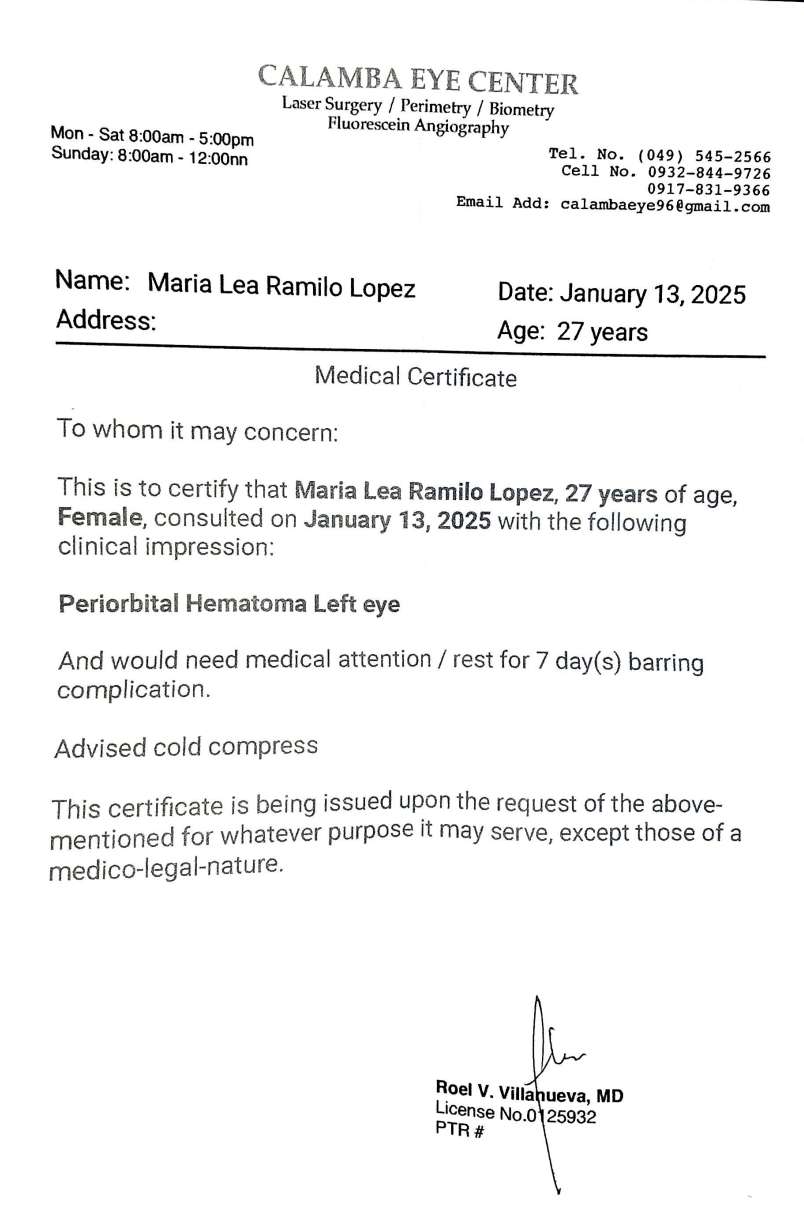 CALAMBA EYE CENTER
Laser Surgery / Perimetry / Biometry
Fluorescein Angiography
Mon - Sat 8:00am - 5:00pm
Sunday: 8:00am - 12:00nn
Tel. No. (049) 545-2566
Cell No. 0932-844-9726
0917-831-9366
Email Add: calambaeye96@gmail.com
Name: Maria Lea Ramilo Lopez
Date: January 13, 2025
Address:
Age: 27 years
Medical Certificate
To whom it may concern:
This is to certify that Maria Lea Ramilo Lopez, 27 years of age,
Female, consulted on January 13, 2025 with the following
clinical impression:
Periorbital Hematoma Left eye
And would need medical attention / rest for 7 day(s) barring
complication.
Advised cold compress
This certificate is being issued upon the request of the above-
mentioned for whatever purpose it may serve, except those of a
medico-legal-nature.
Roel V. Villanueva, MD
License No.0125932
PTR #